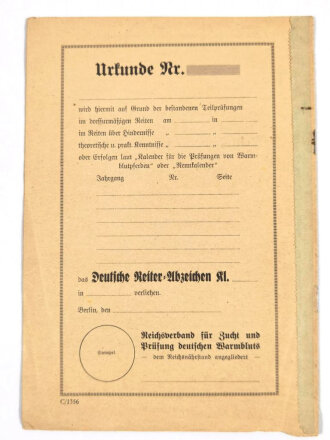 Urkunde Nr.
wird hiermit auf Grund der bestandenen Teilprüfungen
im dressurmäßigen Reiten am in
im Reiten über Hindernisse „ „
theoretische u. prakt. Kenntnisse „ „
oder Erfolgen laut „Kalender für die Prüfungen von Warm-
blutpferden“ oder „Rennkalender“
Jahrgang Nr. Seite
das Deutsche Reiter-Abzeichen Kl.
in verliehen.
Berlin, den
Stempel
Reichsverband für Zucht und
Prüfung deutschen Warmbluts
— dem Reichsnährstand angegliedert —
C/1356